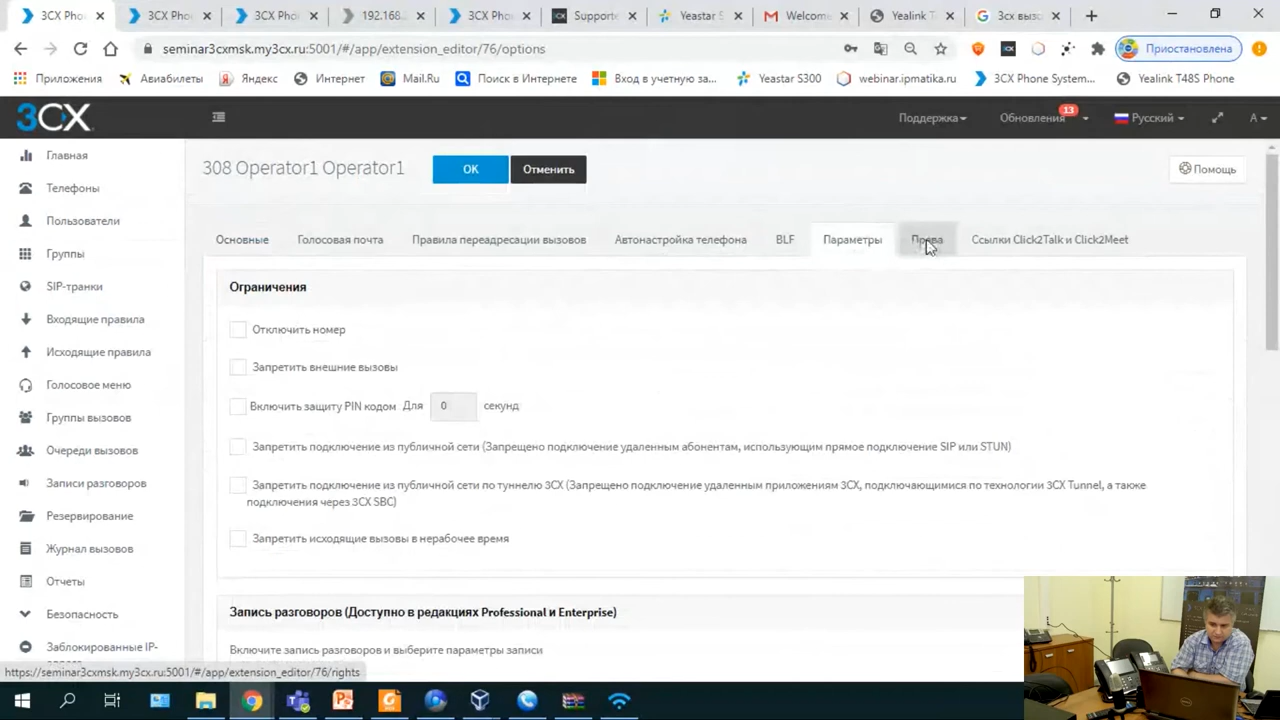 3CX Pho
3CX Phon
3CX Pho
192.168.
3CX Phon
Supporte
Yeastar S
Welcome
Yealink T
3сх вызо
seminar3cxmsk.my3cx.ru:5001/#/app/extension_editor/76/options
Приостановлена
Приложения
Авиабилеты
Яндекс
Интернет
Mail.Ru
Поиск в Интернете
Вход в учетную за...
Yeastar S300
webinar.ipmatika.ru
3CX Phone System...
Yealink T48S Phone
3CX
Поддержка
Обновления
13
Русский
A
Главная
Телефоны
Пользователи
Группы
SIP-транки
Входящие правила
Исходящие правила
Голосовое меню
Группы вызовов
Очереди вызовов
Записи разговоров
Резервирование
Журнал вызовов
Отчеты
Безопасность
Заблокированные IP-
308 Operator1 Operator1
OK
Отменить
Помощь
Основные
Голосовая почта
Правила переадресации вызовов
Автонастройка телефона
BLF
Параметры
Права
Ссылки Click2Talk и Click2Meet
Ограничения
Отключить номер
Запретить внешние вызовы
Включить защиту PIN кодом Для 0 секунд
Запретить подключение из публичной сети (Запрещено подключение удаленным абонентам, использующим прямое подключение SIP или STUN)
Запретить подключение из публичной сети по туннелю 3CX (Запрещено подключение удаленным приложениям 3CX, подключающимися по технологии 3CX Tunnel, а также
подключения через 3CX SBC)
Запретить исходящие вызовы в нерабочее время
Запись разговоров (Доступно в редакциях Professional и Enterprise)
Включите запись разговоров и выберите параметры записи
https://seminar3cxmsk.my3cx.ru:5001/#/app/extension_editor/76/rights